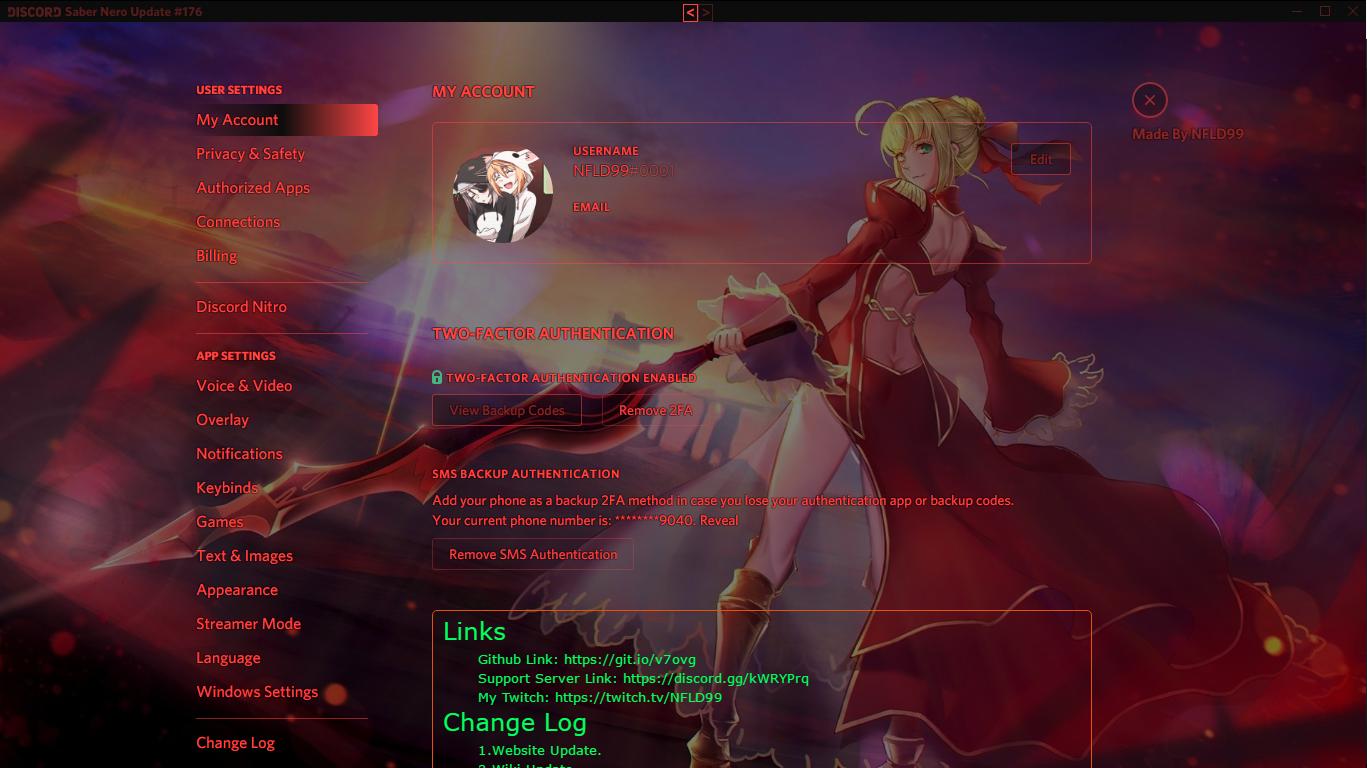 DISCORD Saber Nero Update #176
< >
USER SETTINGS
My Account
Privacy & Safety
Authorized Apps
Connections
Billing
Discord Nitro
APP SETTINGS
Voice & Video
Overlay
Notifications
Keybinds
Games
Text & Images
Appearance
Streamer Mode
Language
Windows Settings
Change Log
MY ACCOUNT
USERNAME
NFLD99#0001
EMAIL
Edit
Made By NFLD99
TWO-FACTOR AUTHENTICATION
TWO-FACTOR AUTHENTICATION ENABLED
View Backup Codes
Remove 2FA
SMS BACKUP AUTHENTICATION
Add your phone as a backup 2FA method in case you lose your authentication app or backup codes.
Your current phone number is: ********9040. Reveal
Remove SMS Authentication
Links
Github Link: https://git.io/v7ovg
Support Server Link: https://discord.gg/kWRYPrq
My Twitch: https://twitch.tv/NFLD99
Change Log
1.Website Update.
2.Wiki Update.